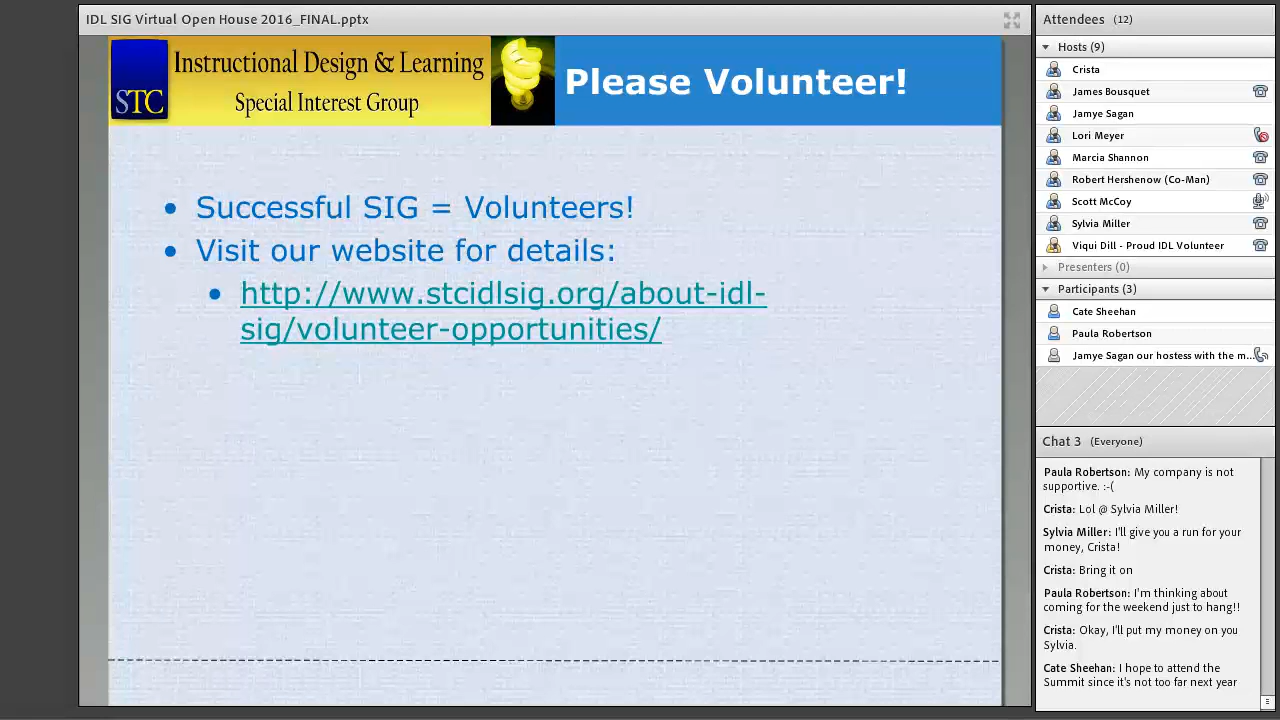 IDL SIG Virtual Open House 2016_FINAL.pptx
STC
Instructional Design & Learning
Special Interest Group
Please Volunteer!
• Successful SIG = Volunteers!
• Visit our website for details:
• http://www.stcidlsig.org/about-idl-
sig/volunteer-opportunities/
Attendees (12)
Hosts (9)
Crista
James Bousquet
Jamye Sagan
Lori Meyer
Marcia Shannon
Robert Hershenow (Co-Man)
Scott McCoy
Sylvia Miller
Viqui Dill - Proud IDL Volunteer
Presenters (0)
Participants (3)
Cate Sheehan
Paula Robertson
Jamye Sagan our hostess with the m...
Chat 3 (Everyone)
Paula Robertson: My company is not
supportive. :-(
Crista: Lol @ Sylvia Miller!
Sylvia Miller: I'll give you a run for your
money, Crista!
Crista: Bring it on
Paula Robertson: I'm thinking about
coming for the weekend just to hang!!
Crista: Okay, I'll put my money on you
Sylvia.
Cate Sheehan: I hope to attend the
Summit since it's not too far next year